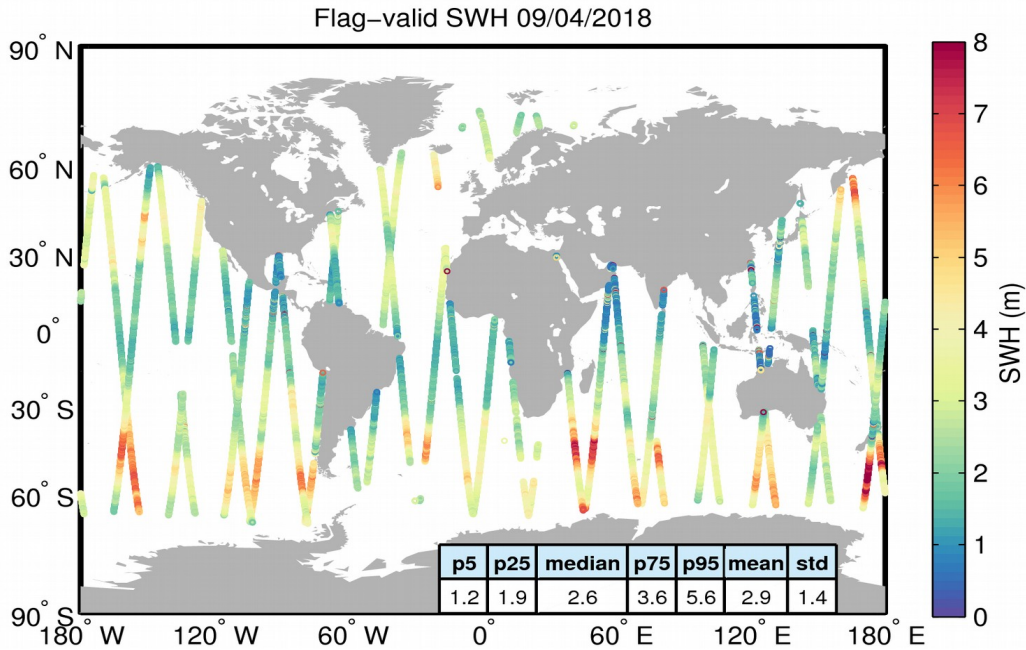 Flag−valid SWH 09/04/2018
90° N
60° N
30° N
0°
30° S
60° S
90° S
180° W
120° W
60° W
0°
60° E
120° E
180° E
p5 p25 median p75 p95 mean std
1.2 1.9 2.6 3.6 5.6 2.9 1.4
8
7
6
5
4
3
2
1
0
SWH (m)